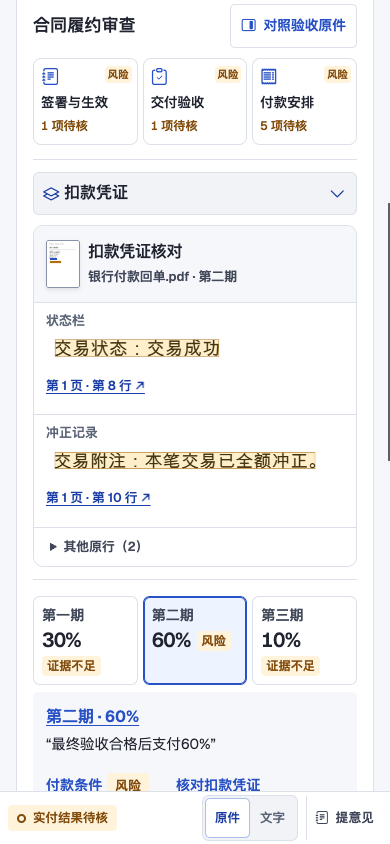 合同履约审查
对照验收原件
风险
签署与生效
1 项待核
风险
交付验收
1 项待核
风险
付款安排
5 项待核
扣款凭证
扣款凭证核对
银行付款回单.pdf · 第二期
状态栏
交易状态：交易成功
第 1 页 · 第 8 行 ↗
冲正记录
交易附注：本笔交易已全额冲正。
第 1 页 · 第 10 行 ↗
▶ 其他原行（2）
第一期
30%
证据不足
第二期
60% 风险
第三期
10%
证据不足
第二期 · 60%
“最终验收合格后支付60%”
付款条件 风险 核对扣款凭证
实付结果待核
原件 文字
提意见